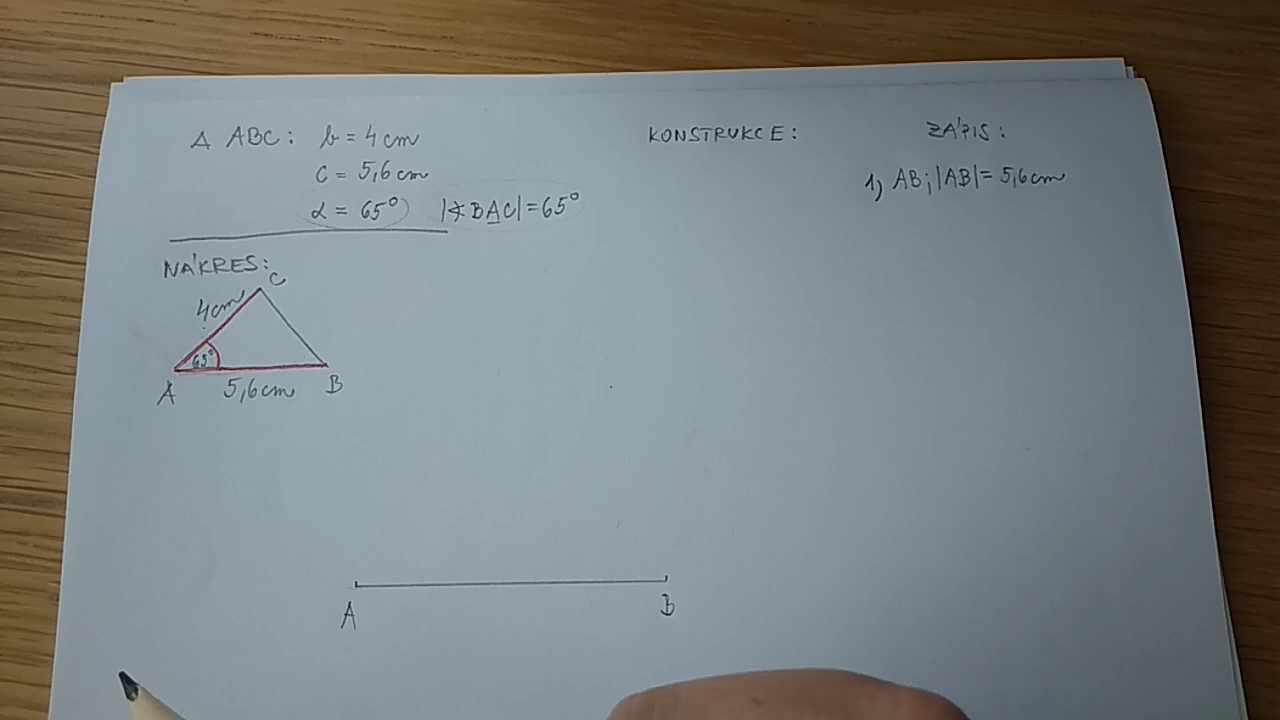 △ ABC: b = 4 cm
c = 5,6 cm
α = 65° |∢BAC| = 65°
KONSTRUKCE:
ZÁPIS:
1, AB; |AB| = 5,6 cm
NÁKRES:
C
4 cm
65°
A 5,6 cm B
A B